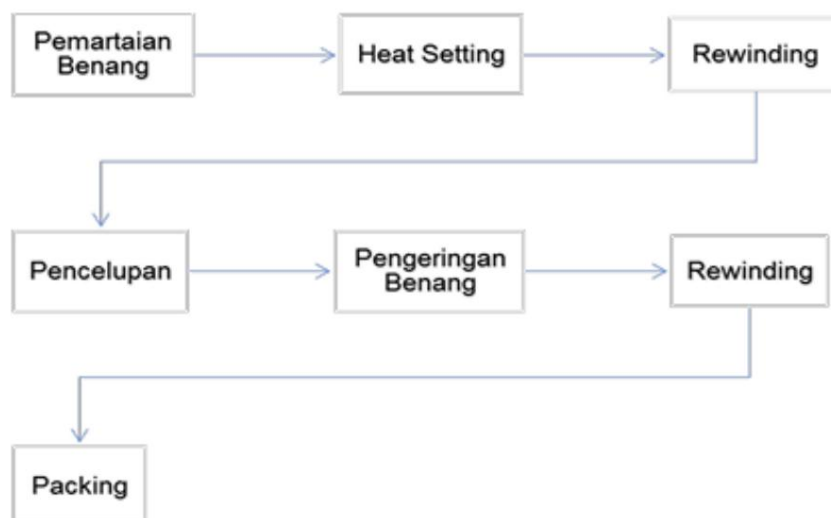 Pemartaian
Benang
Heat Setting
Rewinding
Pencelupan
Pengeringan
Benang
Rewinding
Packing